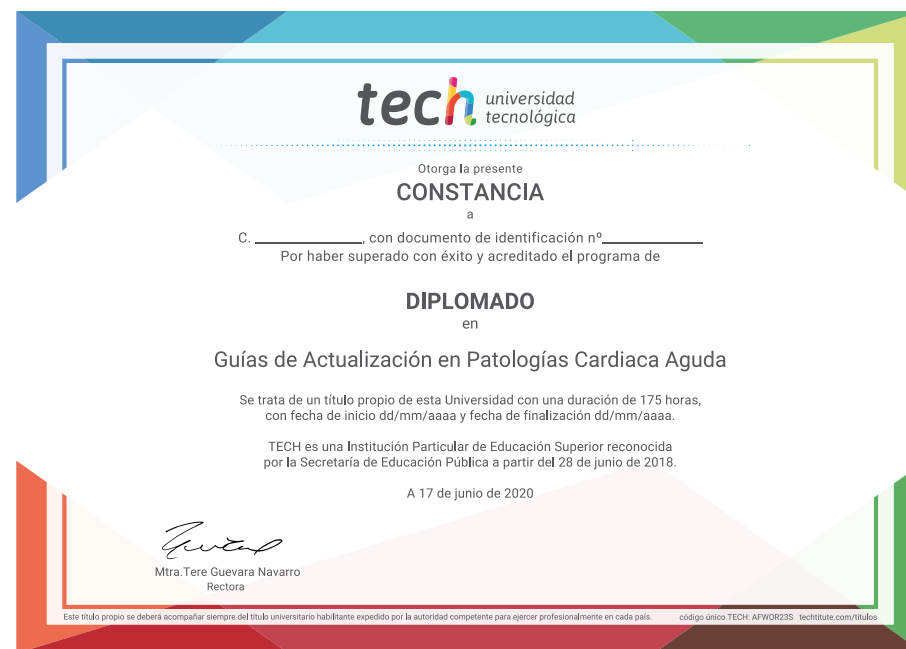 tech universidad
tecnológica
Otorga la presente
CONSTANCIA
a
C. ____________, con documento de identificación nº____________
Por haber superado con éxito y acreditado el programa de
DIPLOMADO
en
Guías de Actualización en Patologías Cardiaca Aguda
Se trata de un título propio de esta Universidad con una duración de 175 horas,
con fecha de inicio dd/mm/aaaa y fecha de finalización dd/mm/aaaa.
TECH es una Institución Particular de Educación Superior reconocida
por la Secretaría de Educación Pública a partir del 28 de junio de 2018.
A 17 de junio de 2020
Mtra.Tere Guevara Navarro
Rectora
Este título propio se deberá acompañar siempre del título universitario habilitante expedido por la autoridad competente para ejercer profesionalmente en cada país. código único TECH: AFWOR23S techtitute.com/titulos